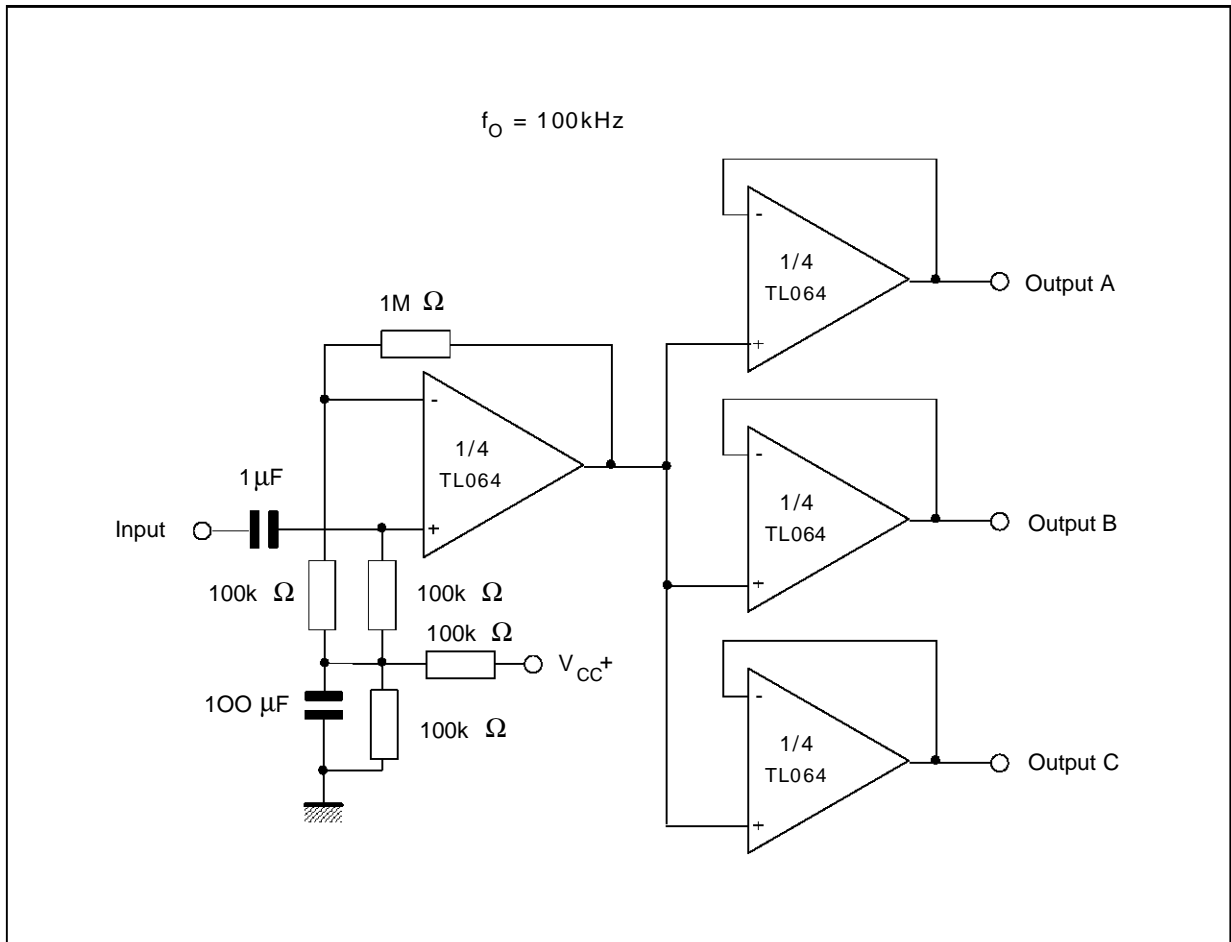 fO = 100kHz
-
1/4
TL064
+
Output A
1M Ω
-
1/4
TL064
+
1µF
Input
-
1/4
TL064
+
Output B
100k Ω
100k Ω
100k Ω
VCC+
100 µF
100k Ω
-
1/4
TL064
+
Output C